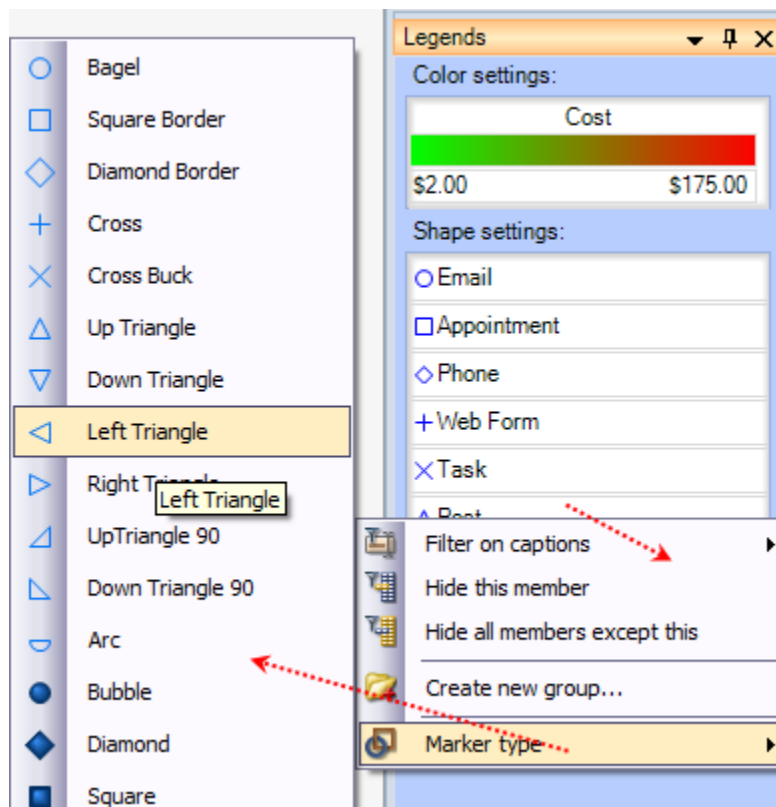 Bagel
Square Border
Diamond Border
Cross
Cross Buck
Up Triangle
Down Triangle
Left Triangle
Right
Left Triangle
UpTriangle 90
Down Triangle 90
Arc
Bubble
Diamond
Square
Legends
Color settings:
Cost
$2.00 $175.00
Shape settings:
Email
Appointment
Phone
Web Form
Task
Filter on captions
Hide this member
Hide all members except this
Create new group...
Marker type